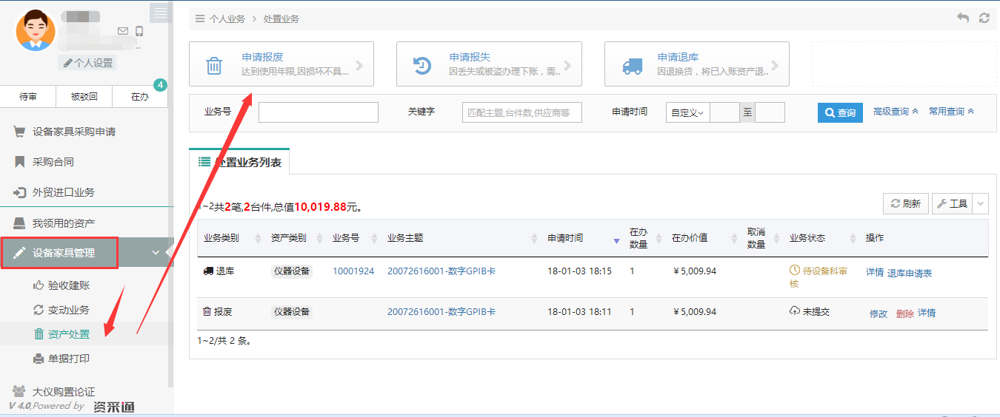 个人设置
4
待审 被驳回 在办
设备家具采购申请
采购合同
外贸进口业务
我领用的资产
设备家具管理
验收建账
变动业务
资产处置
单据打印
大仪购置论证
V 4.0,Powered by 资采通
个人业务 > 处置业务
申请报废
达到使用年限,因损坏不具...
申请报失
因丢失或被盗办理下账，需..
申请退库
因退换货，将已入账资产退..
业务号 关键字 匹配主题,台件数,供应商等 申请时间 自定义 至 查询 高级查询 常用查询
处置业务列表
1~2共2笔,2台件,总值10,019.88元。
刷新 工具
业务类别 资产类别 业务号 业务主题 申请时间 在办数量 在办价值 取消数量 业务状态 操作
退库 仪器设备 10001924 20072616001-数字GPIB卡 18-01-03 18:15 1 ￥5,009.94 待设备科审核 详情 退库申请表
报废 仪器设备 20072616001-数字GPIB卡 18-01-03 18:11 1 ￥5,009.94 未提交 修改 删除 详情
1~2/共 2 条。